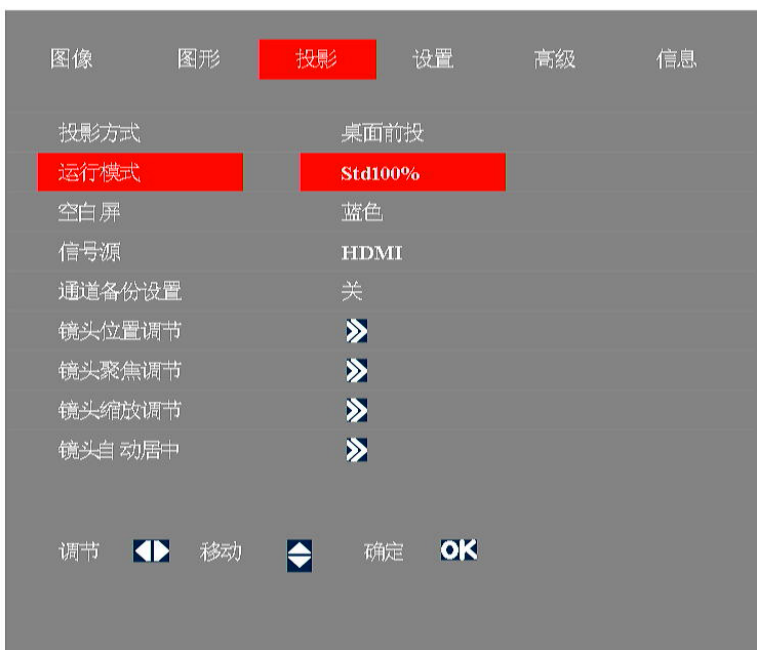 图像 图形 投影 设置 高级 信息
投影方式 桌面前投
运行模式 Std100%
空白屏 蓝色
信号源 HDMI
通道备份设置 关
镜头位置调节
镜头聚焦调节
镜头缩放调节
镜头自动居中
调节 移动 确定 OK